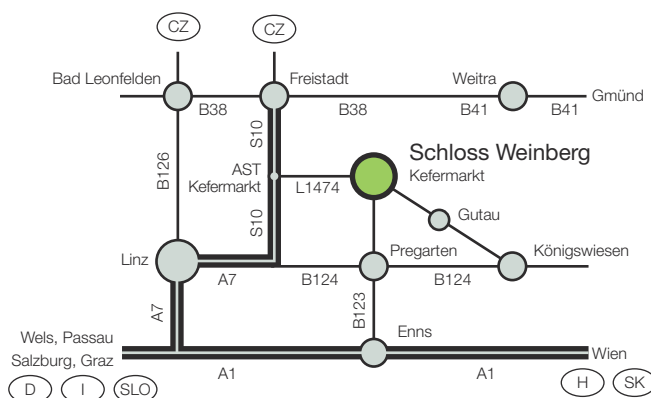 CZ
CZ
Bad Leonfelden
Freistadt
Weitra
Gmünd
B38
B38
B41
B41
S10
B126
AST
Kefermarkt
L1474
Schloss Weinberg
Kefermarkt
S10
Gutau
Linz
Pregarten
Königswiesen
A7
B124
B124
A7
B123
Enns
Wels, Passau
Salzburg, Graz
Wien
A1
A1
D
I
SLO
H
SK